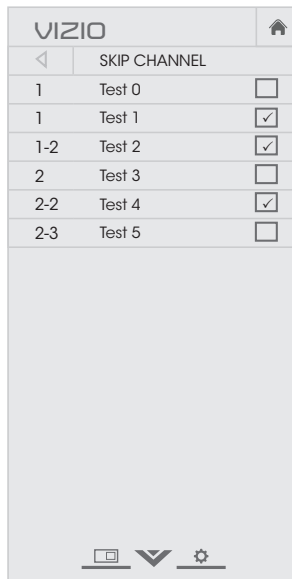 VIZIO
SKIP CHANNEL
1 Test 0
1 Test 1
1-2 Test 2
2 Test 3
2-2 Test 4
2-3 Test 5